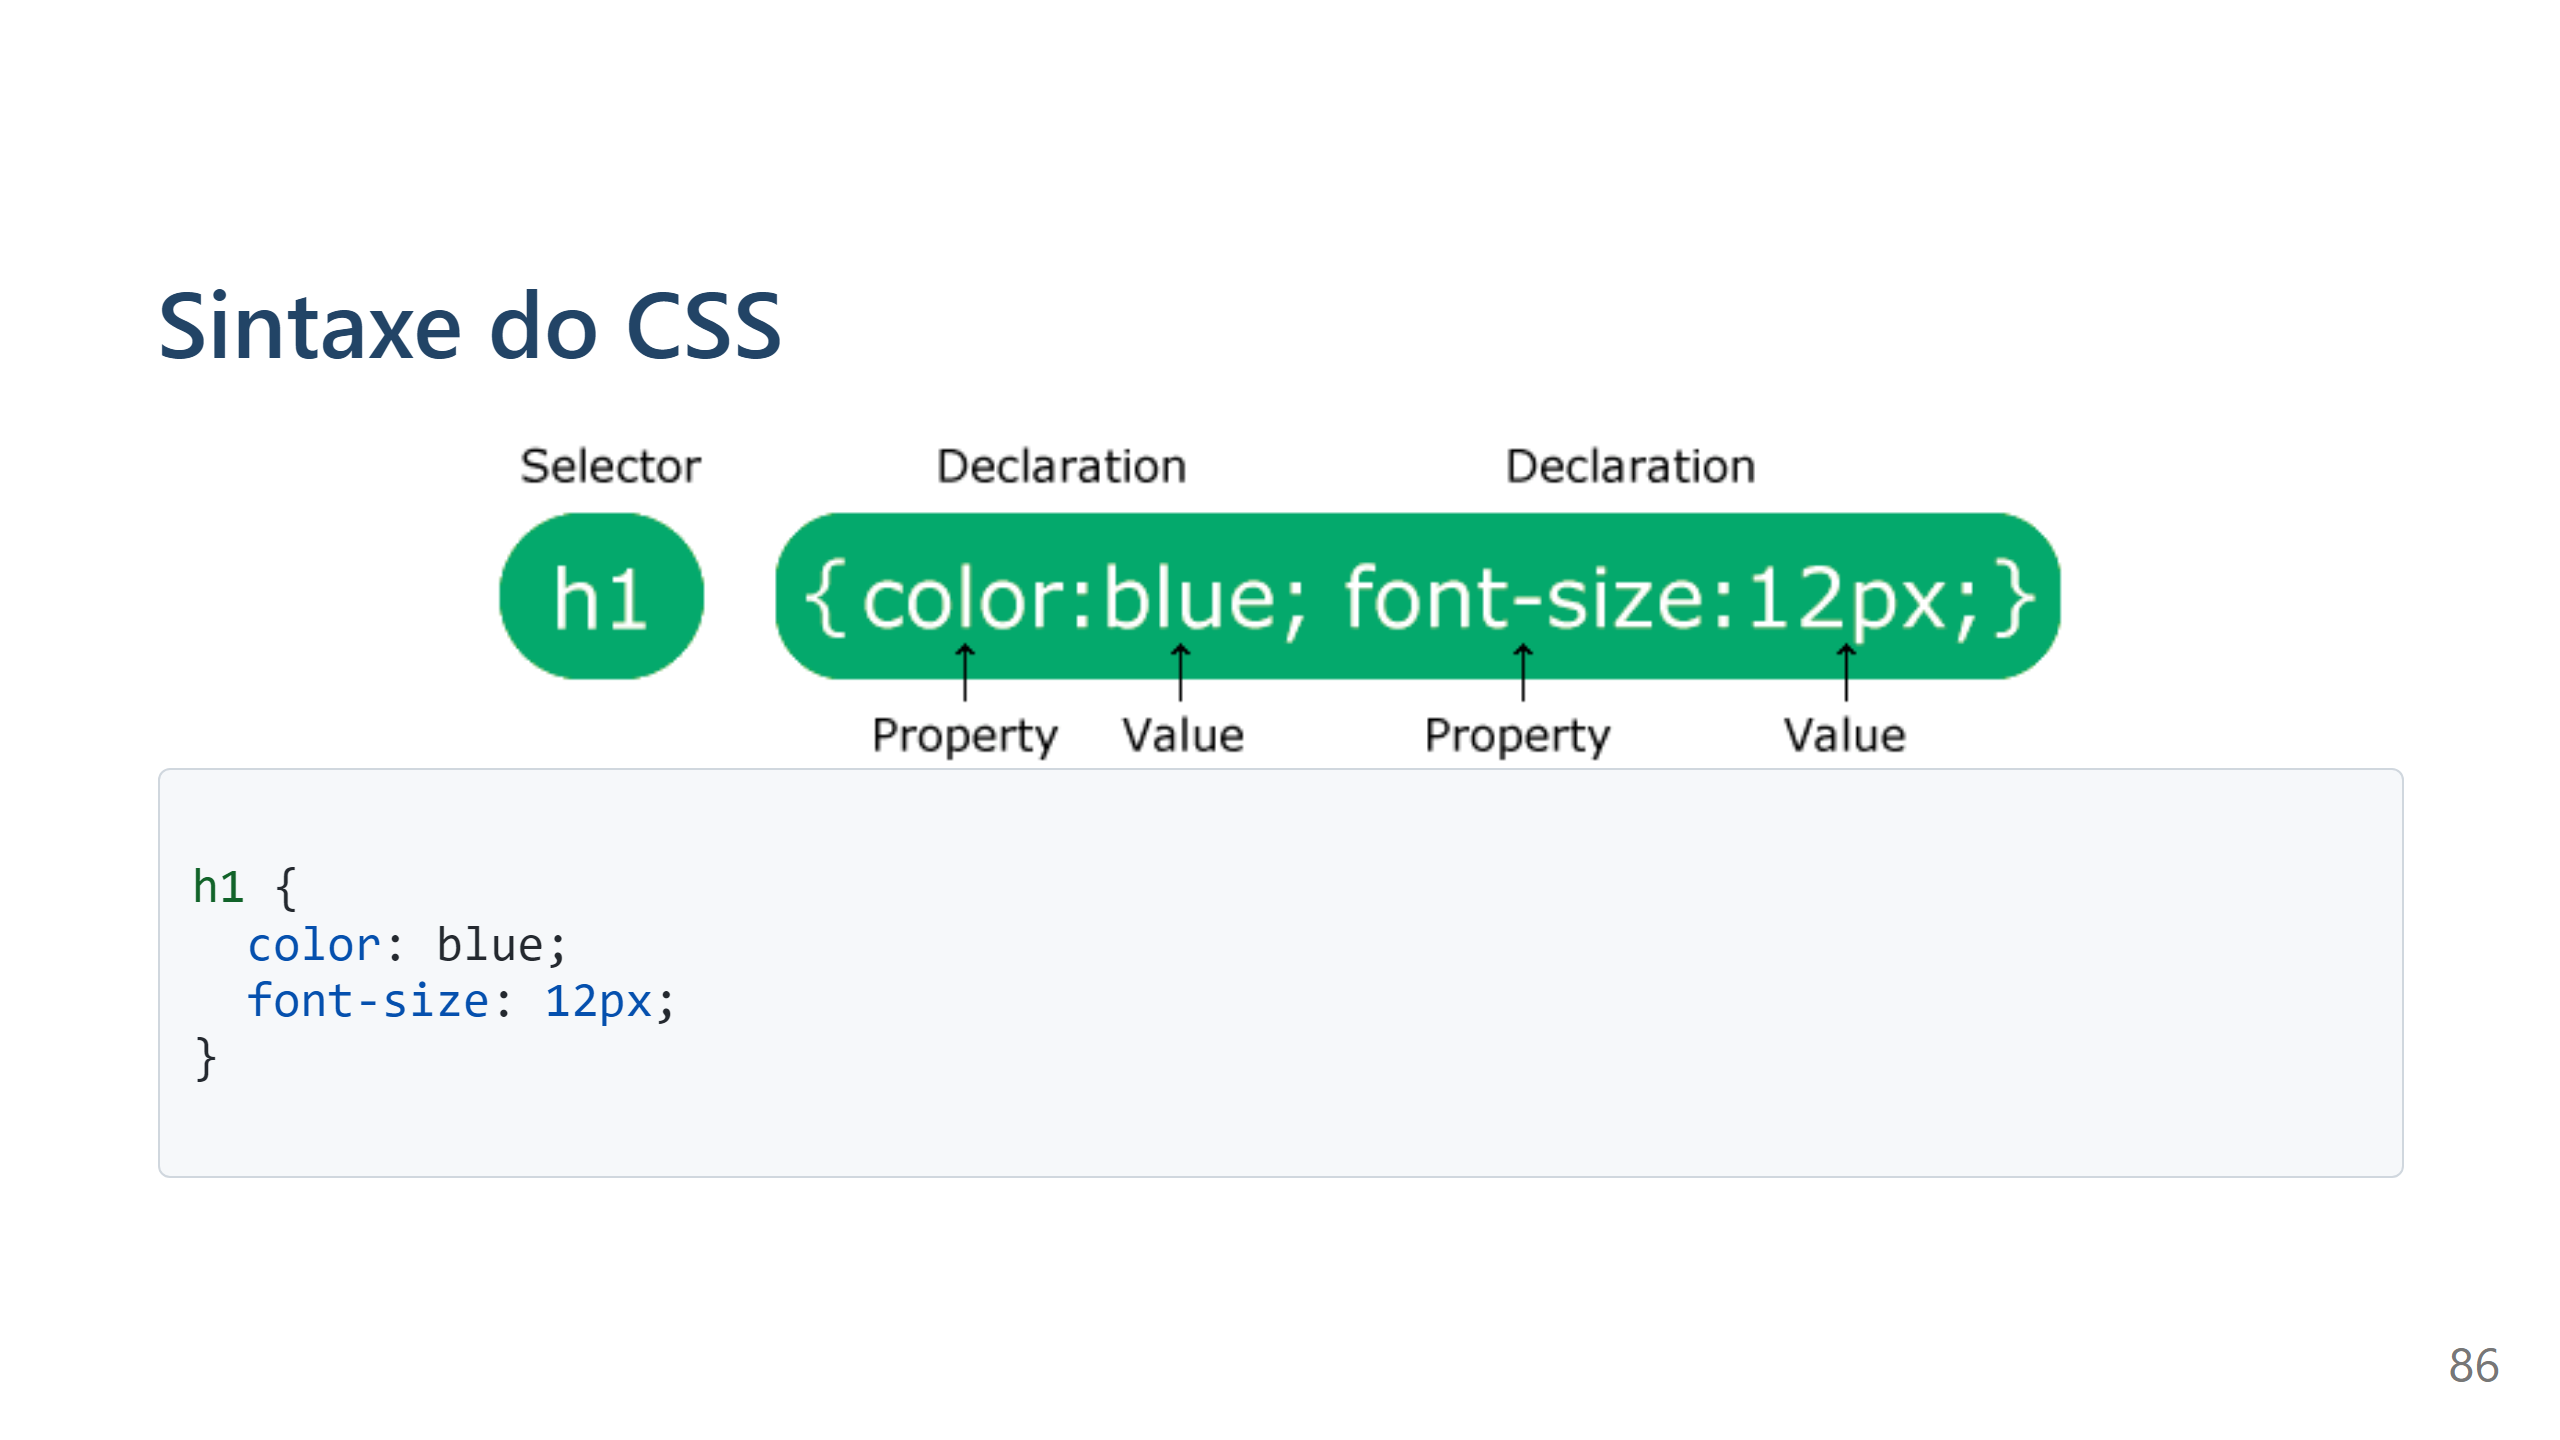 Sintaxe do CSS
Selector Declaration Declaration
h1 {color:blue; font-size:12px;}
Property Value Property Value
h1 {
  color: blue;
  font-size: 12px;
}
86